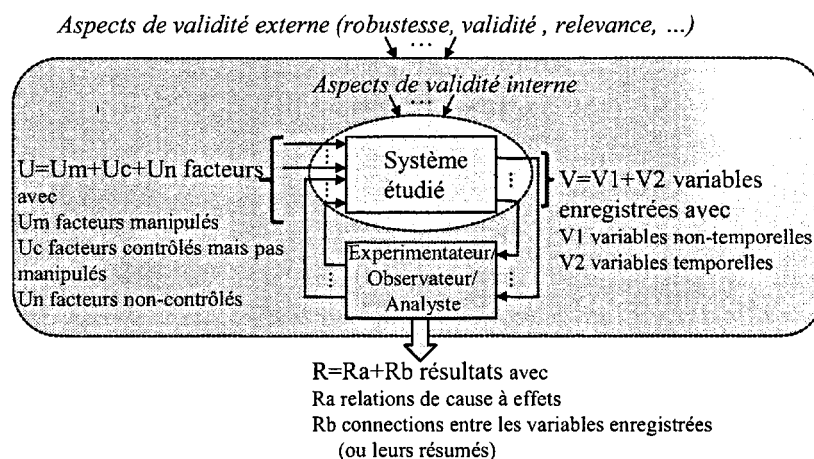 Aspects de validité externe (robustesse, validité , relevance, ...)
...
Aspects de validité interne
...
U=Um+Uc+Un facteurs
avec
Um facteurs manipulés
Uc facteurs contrôlés mais pas
manipulés
Un facteurs non-contrôlés
Système
étudié
V=V1+V2 variables
enregistrées avec
V1 variables non-temporelles
V2 variables temporelles
Experimentateur/
Observateur/
Analyste
R=Ra+Rb résultats avec
Ra relations de cause à effets
Rb connections entre les variables enregistrées
(ou leurs résumés)